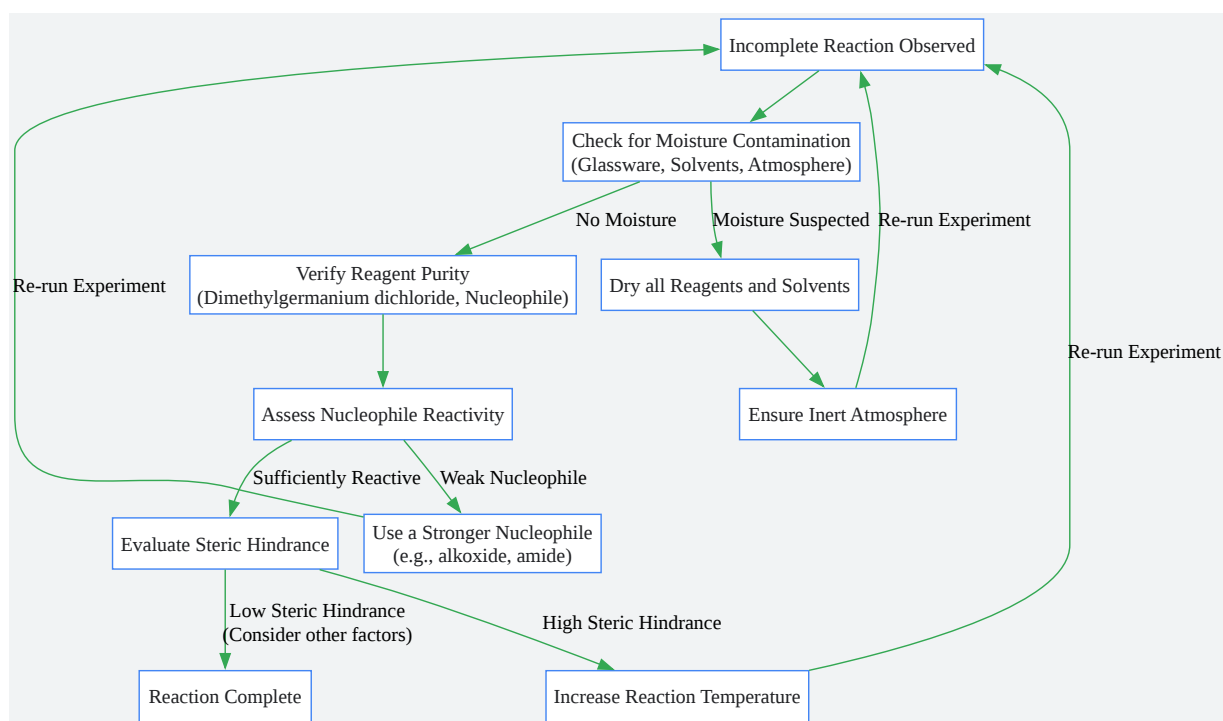 Incomplete Reaction Observed
Check for Moisture Contamination
(Glassware, Solvents, Atmosphere)
No Moisture
Moisture Suspected
Re-run Experiment
Verify Reagent Purity
(Dimethylgermanium dichloride, Nucleophile)
Dry all Reagents and Solvents
Re-run Experiment
Re-run Experiment
Assess Nucleophile Reactivity
Ensure Inert Atmosphere
Sufficiently Reactive
Weak Nucleophile
Evaluate Steric Hindrance
Use a Stronger Nucleophile
(e.g., alkoxide, amide)
Low Steric Hindrance
(Consider other factors)
High Steric Hindrance
Reaction Complete
Increase Reaction Temperature